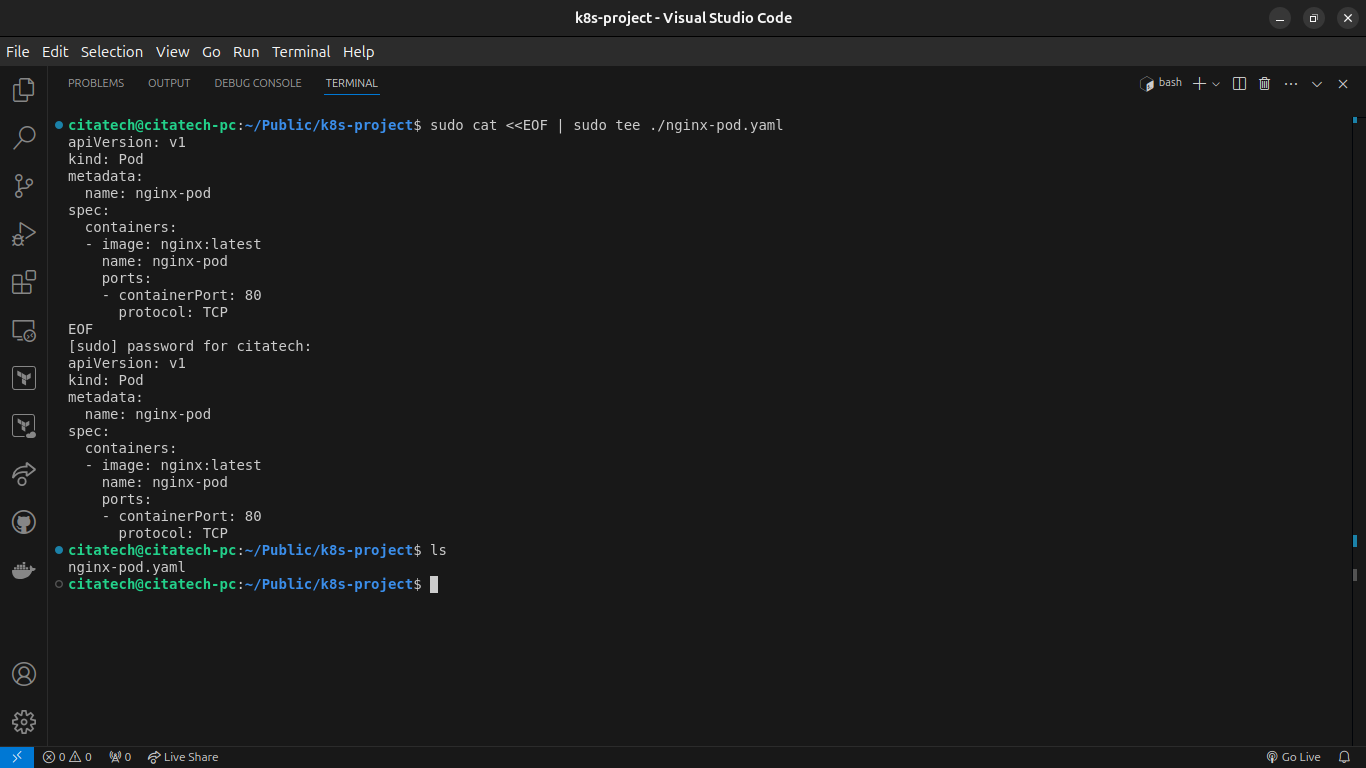 k8s-project - Visual Studio Code
File Edit Selection View Go Run Terminal Help
PROBLEMS OUTPUT DEBUG CONSOLE TERMINAL
bash
citatech@citatech-pc:~/Public/k8s-project$ sudo cat <<EOF | sudo tee ./nginx-pod.yaml
apiVersion: v1
kind: Pod
metadata:
  name: nginx-pod
spec:
  containers:
  - image: nginx:latest
    name: nginx-pod
    ports:
    - containerPort: 80
      protocol: TCP
EOF
[sudo] password for citatech:
apiVersion: v1
kind: Pod
metadata:
  name: nginx-pod
spec:
  containers:
  - image: nginx:latest
    name: nginx-pod
    ports:
    - containerPort: 80
      protocol: TCP
citatech@citatech-pc:~/Public/k8s-project$ ls
nginx-pod.yaml
citatech@citatech-pc:~/Public/k8s-project$
0 0 0 Live Share Go Live